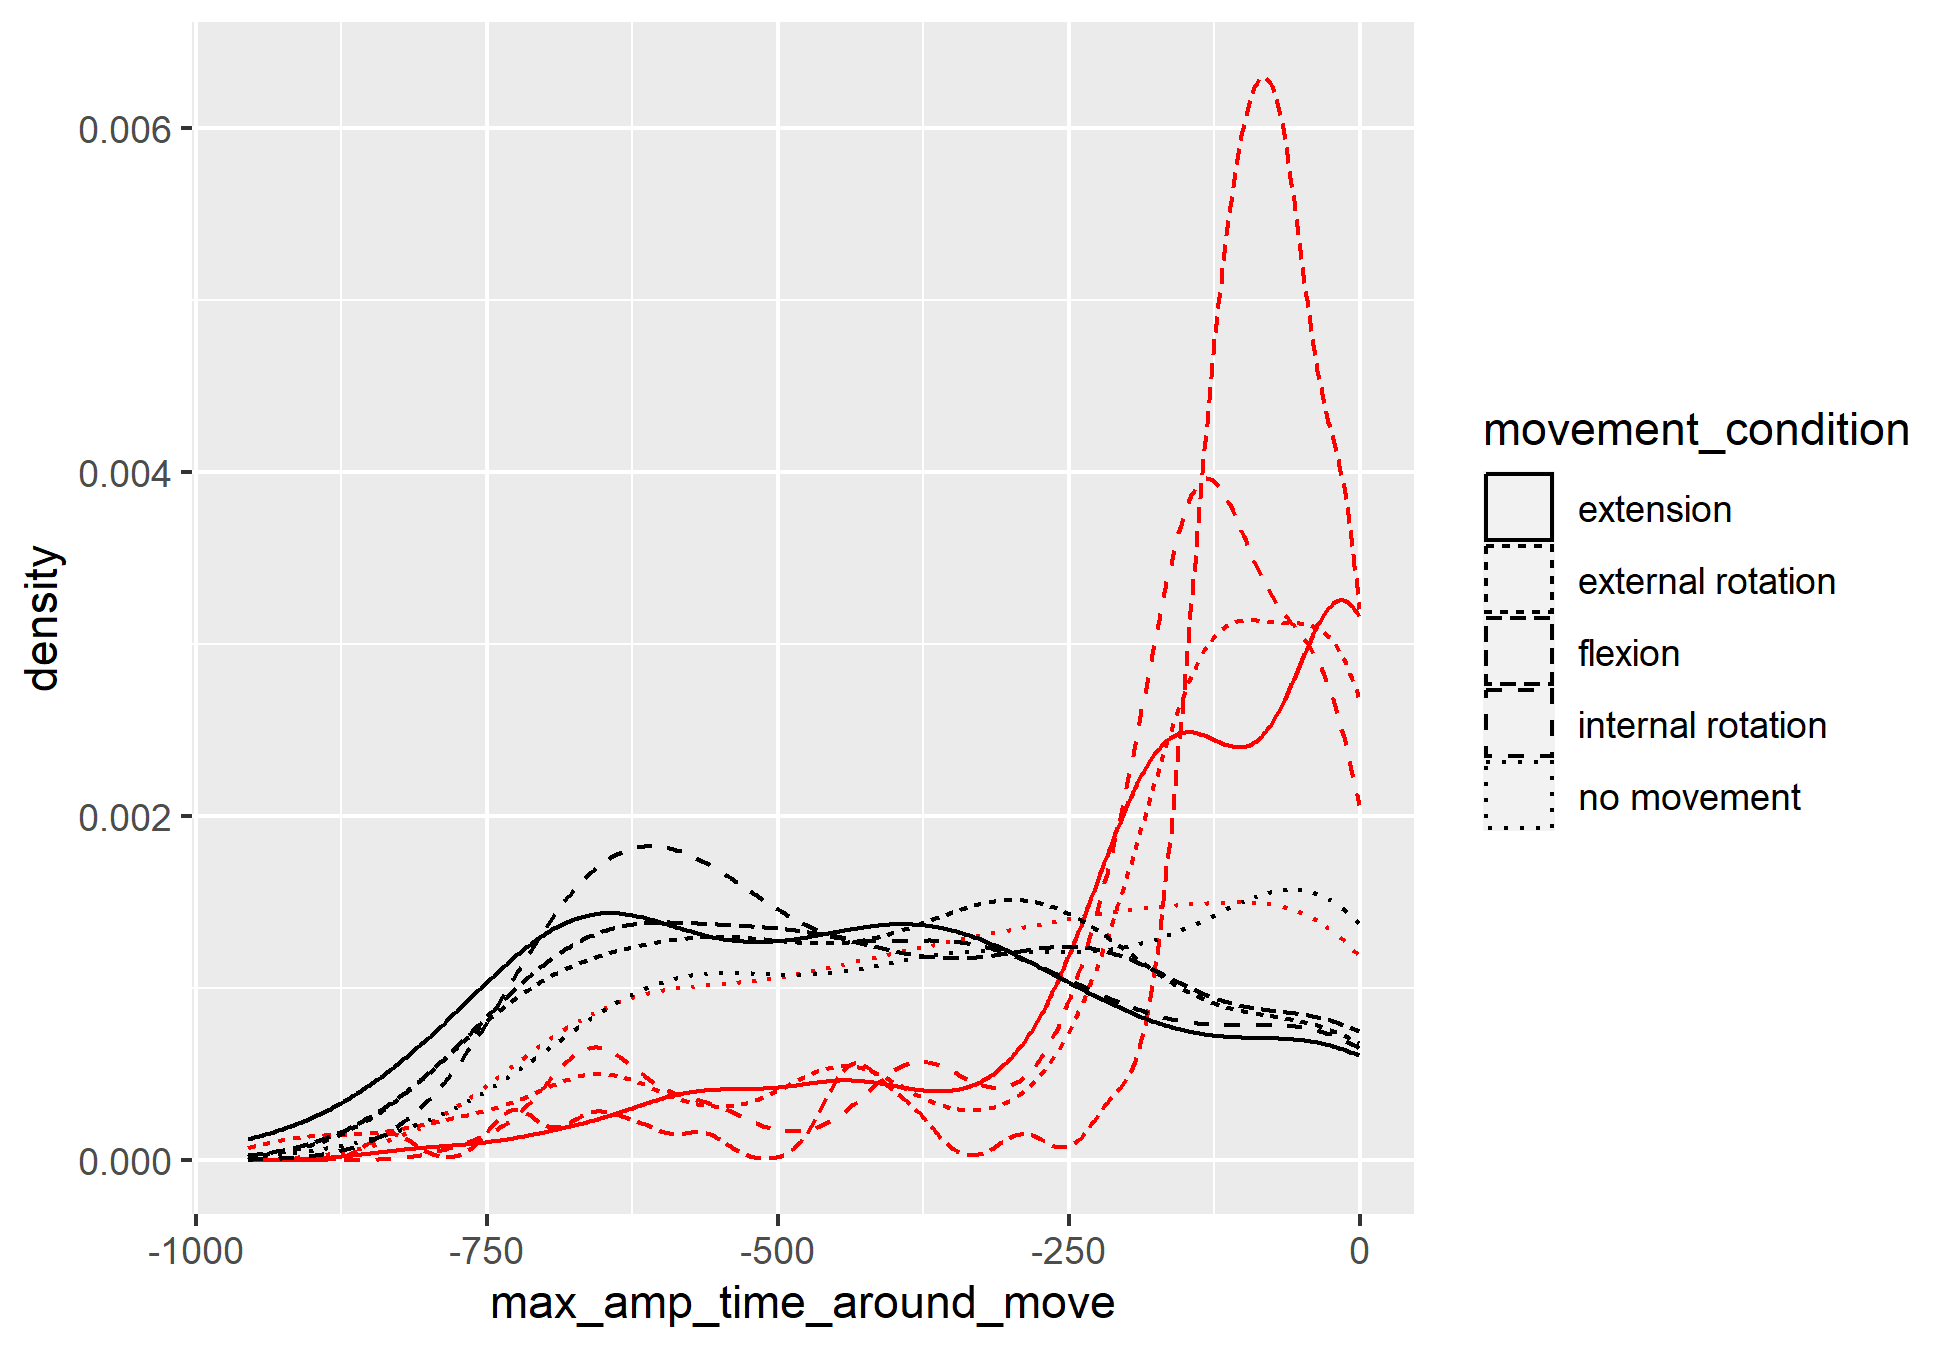 density
0.006
0.004
0.002
0.000
-1000 -750 -500 -250 0
max_amp_time_around_move
movement_condition
extension
external rotation
flexion
internal rotation
no movement